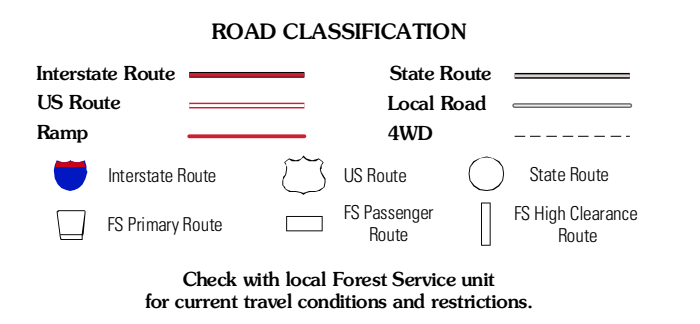 ROAD CLASSIFICATION
Interstate Route
State Route
US Route
Local Road
Ramp
4WD
Interstate Route
US Route
State Route
FS Primary Route
FS Passenger
Route
FS High Clearance
Route
Check with local Forest Service unit
for current travel conditions and restrictions.